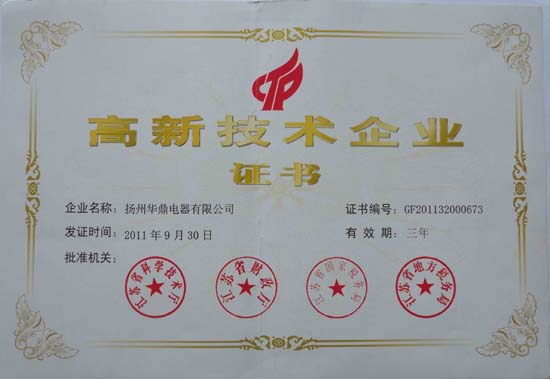 CTP
高新技术企业
证书
企业名称：扬州华鼎电器有限公司
证书编号：GF201132000673
发证时间：2011年9月30日
有效期：三年
批准机关：
江苏省科学技术厅
江苏省财政厅
江苏省国家税务局
江苏省地方税务局